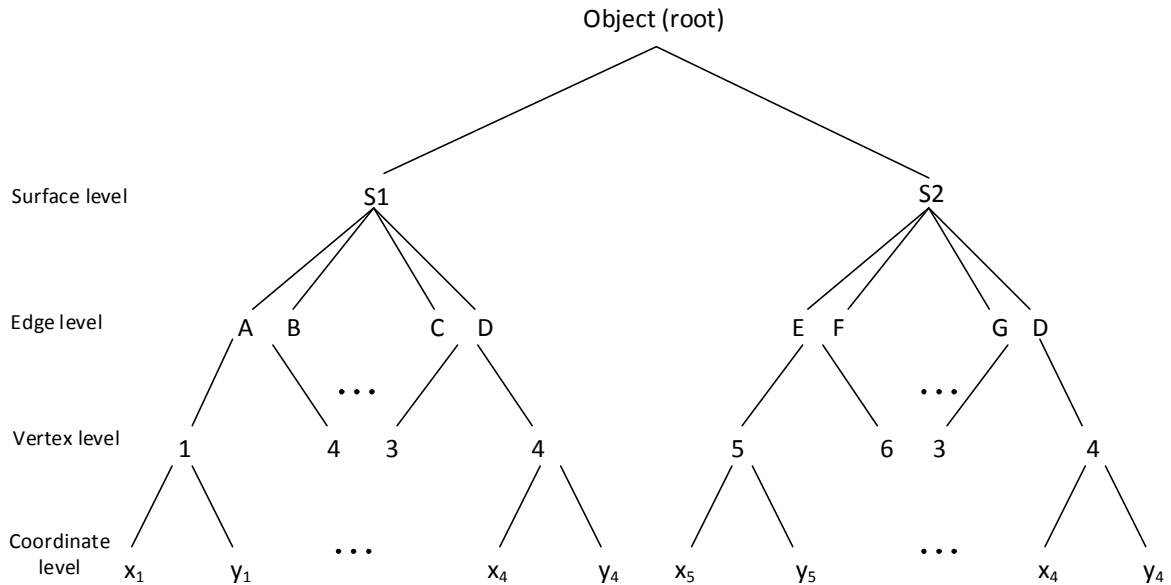 Object (root)
Surface level S1 S2
Edge level A B C D E F G D
... ...
Vertex level 1 4 3 4 5 6 3 4
Coordinate
level x₁ y₁ ... x₄ y₄ x₅ y₅ ... x₄ y₄